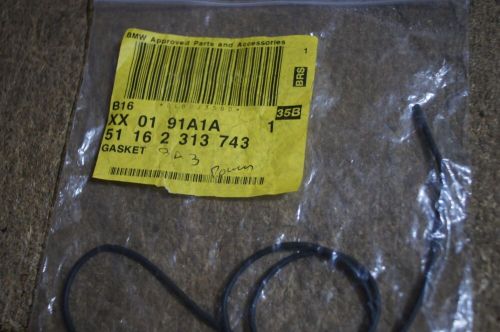 BMW Approved Parts and Accessories
1
BRS
B16
35B
XX 01 91A1A 1
51 16 2 313 743
GASKET